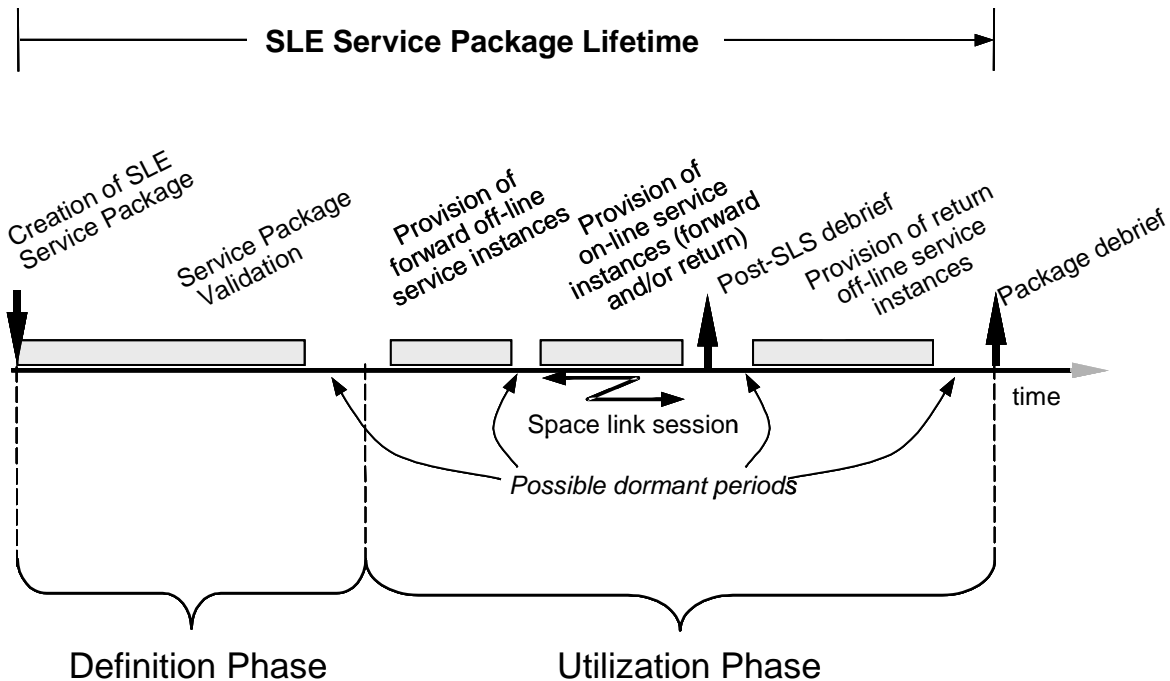 SLE Service Package Lifetime
Creation of SLE
Service Package
Service Package
Validation
Provision of
forward off-line
service instances
Provision of
on-line service
instances (forward
and/or return)
Post-SLS debrief
Provision of return
off-line service
instances
Package debrief
time
Space link session
Possible dormant periods
Definition Phase
Utilization Phase